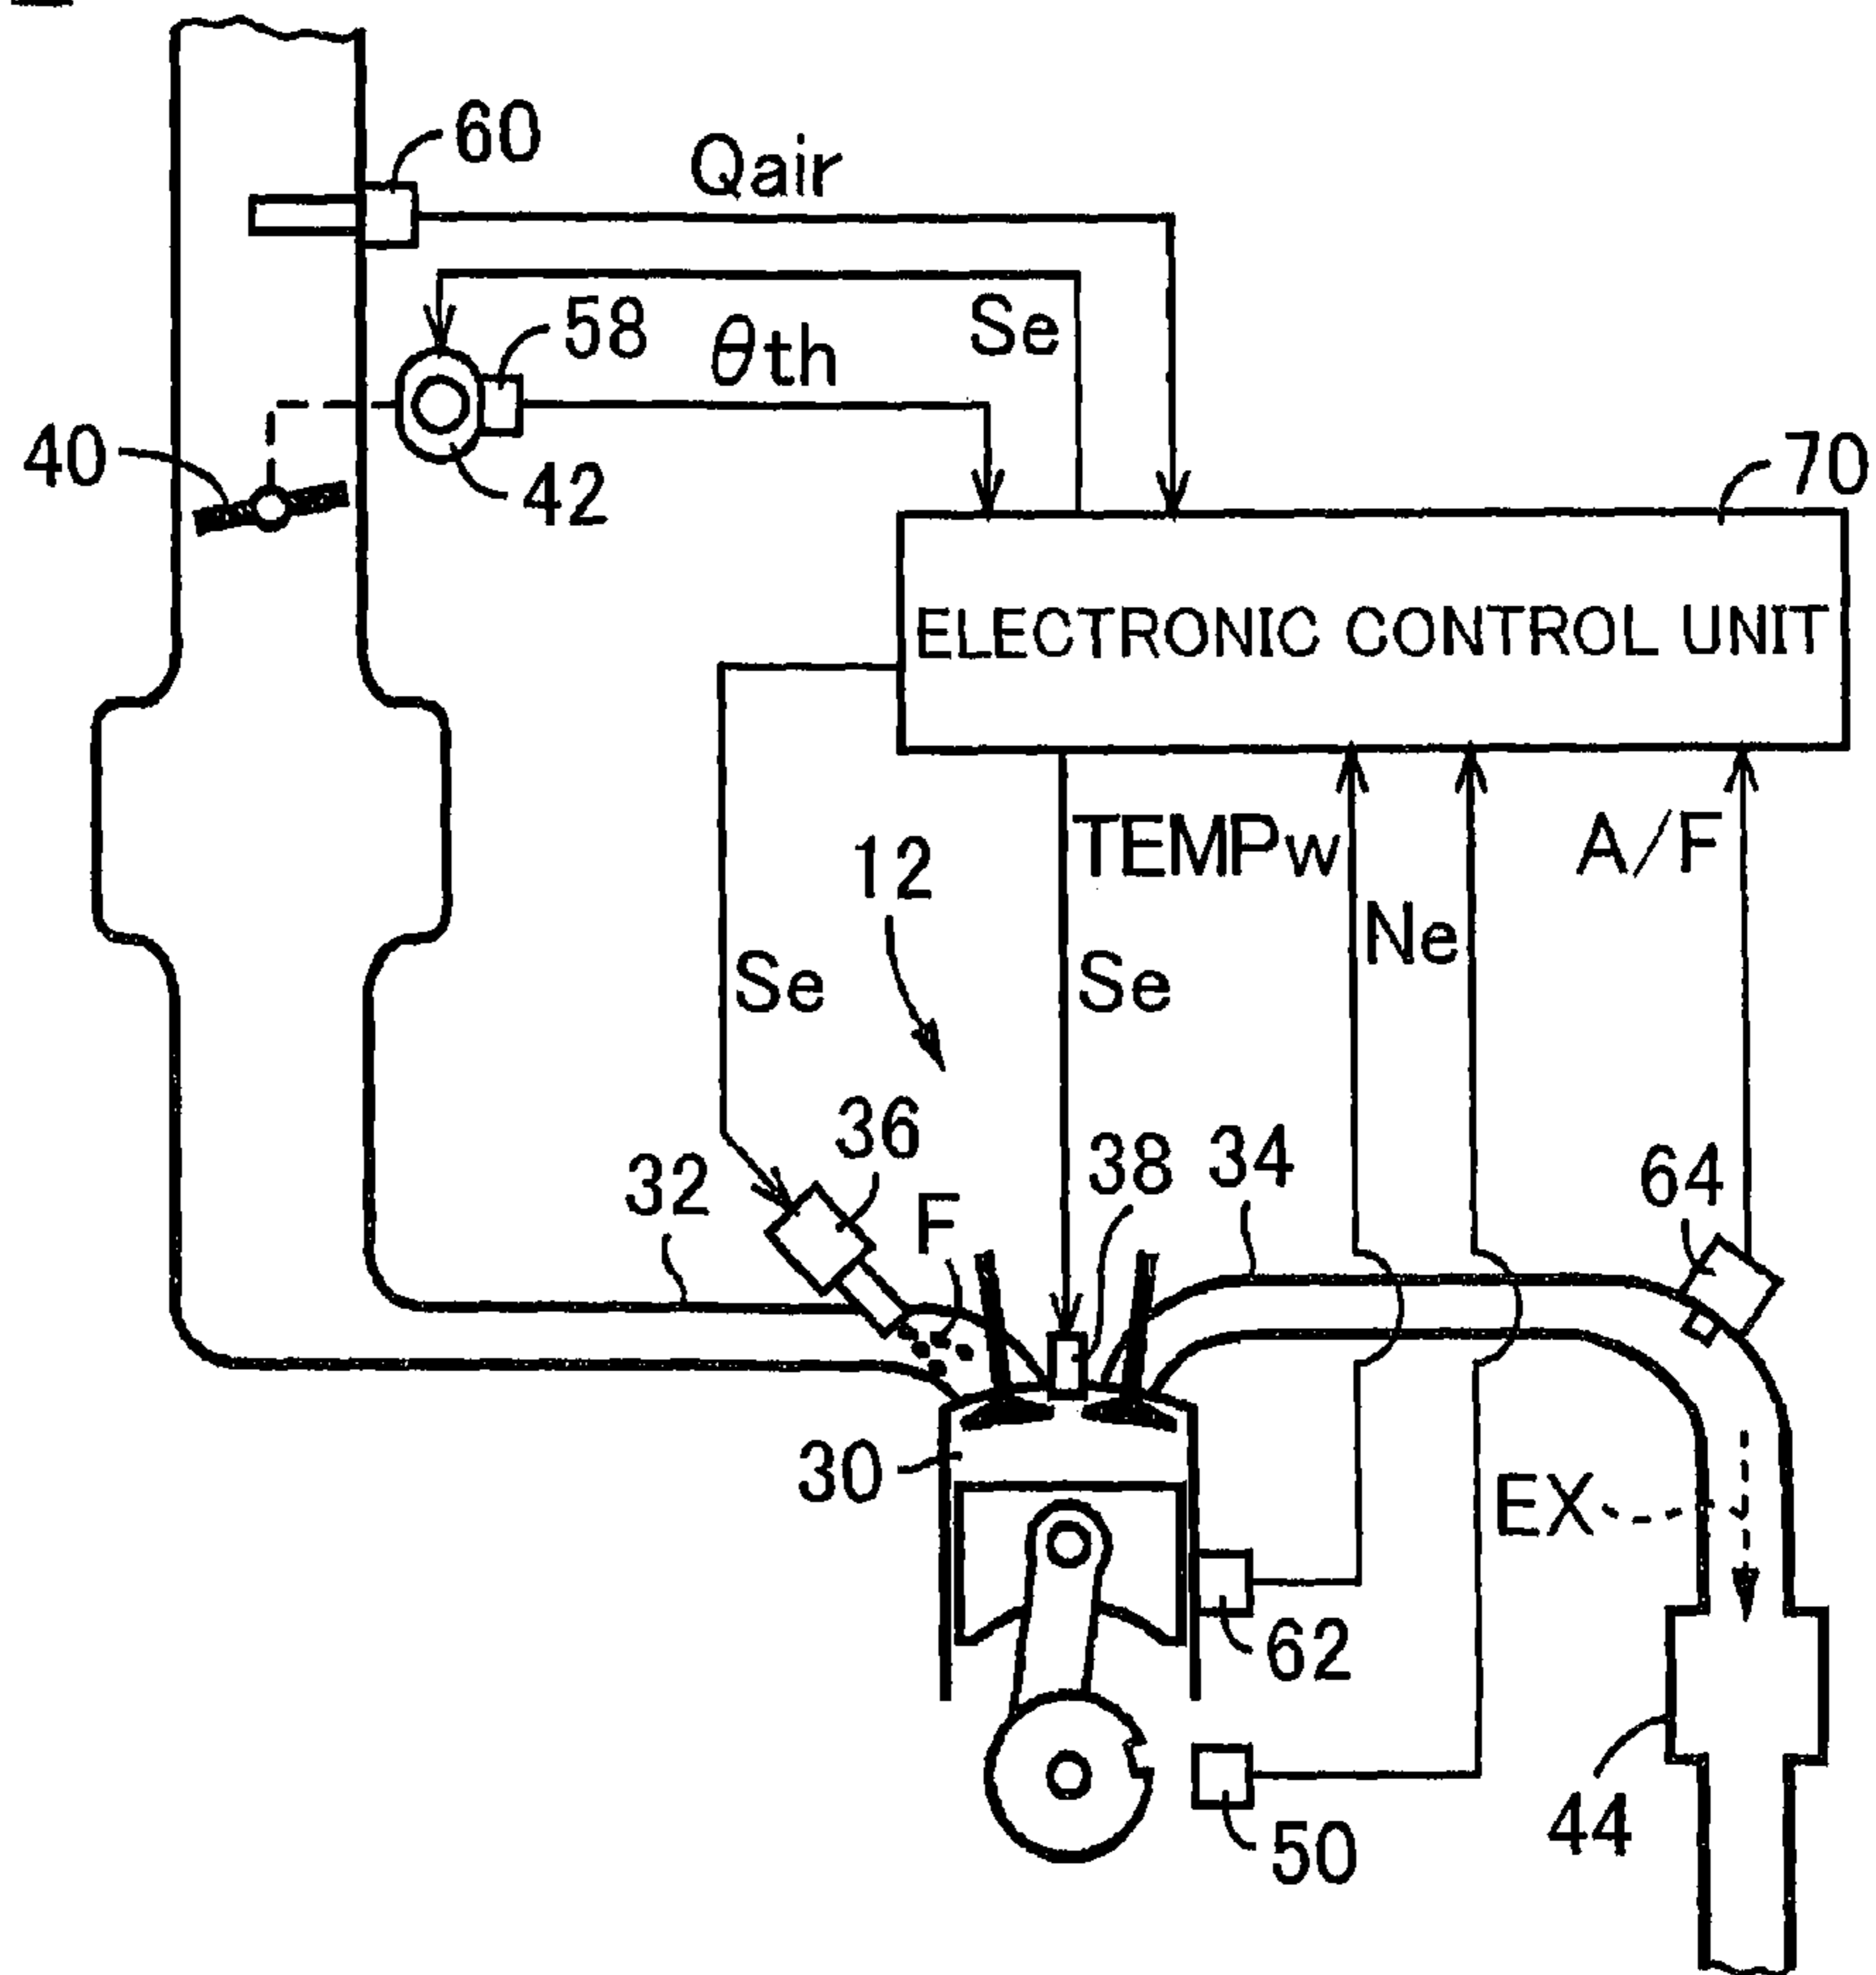 60
Qair
58
θth
Se
40
42
70
ELECTRONIC CONTROL UNIT
TEMPw
A/F
12
Ne
Se
Se
36
38
34
64
32
F
30
EX
62
44
50